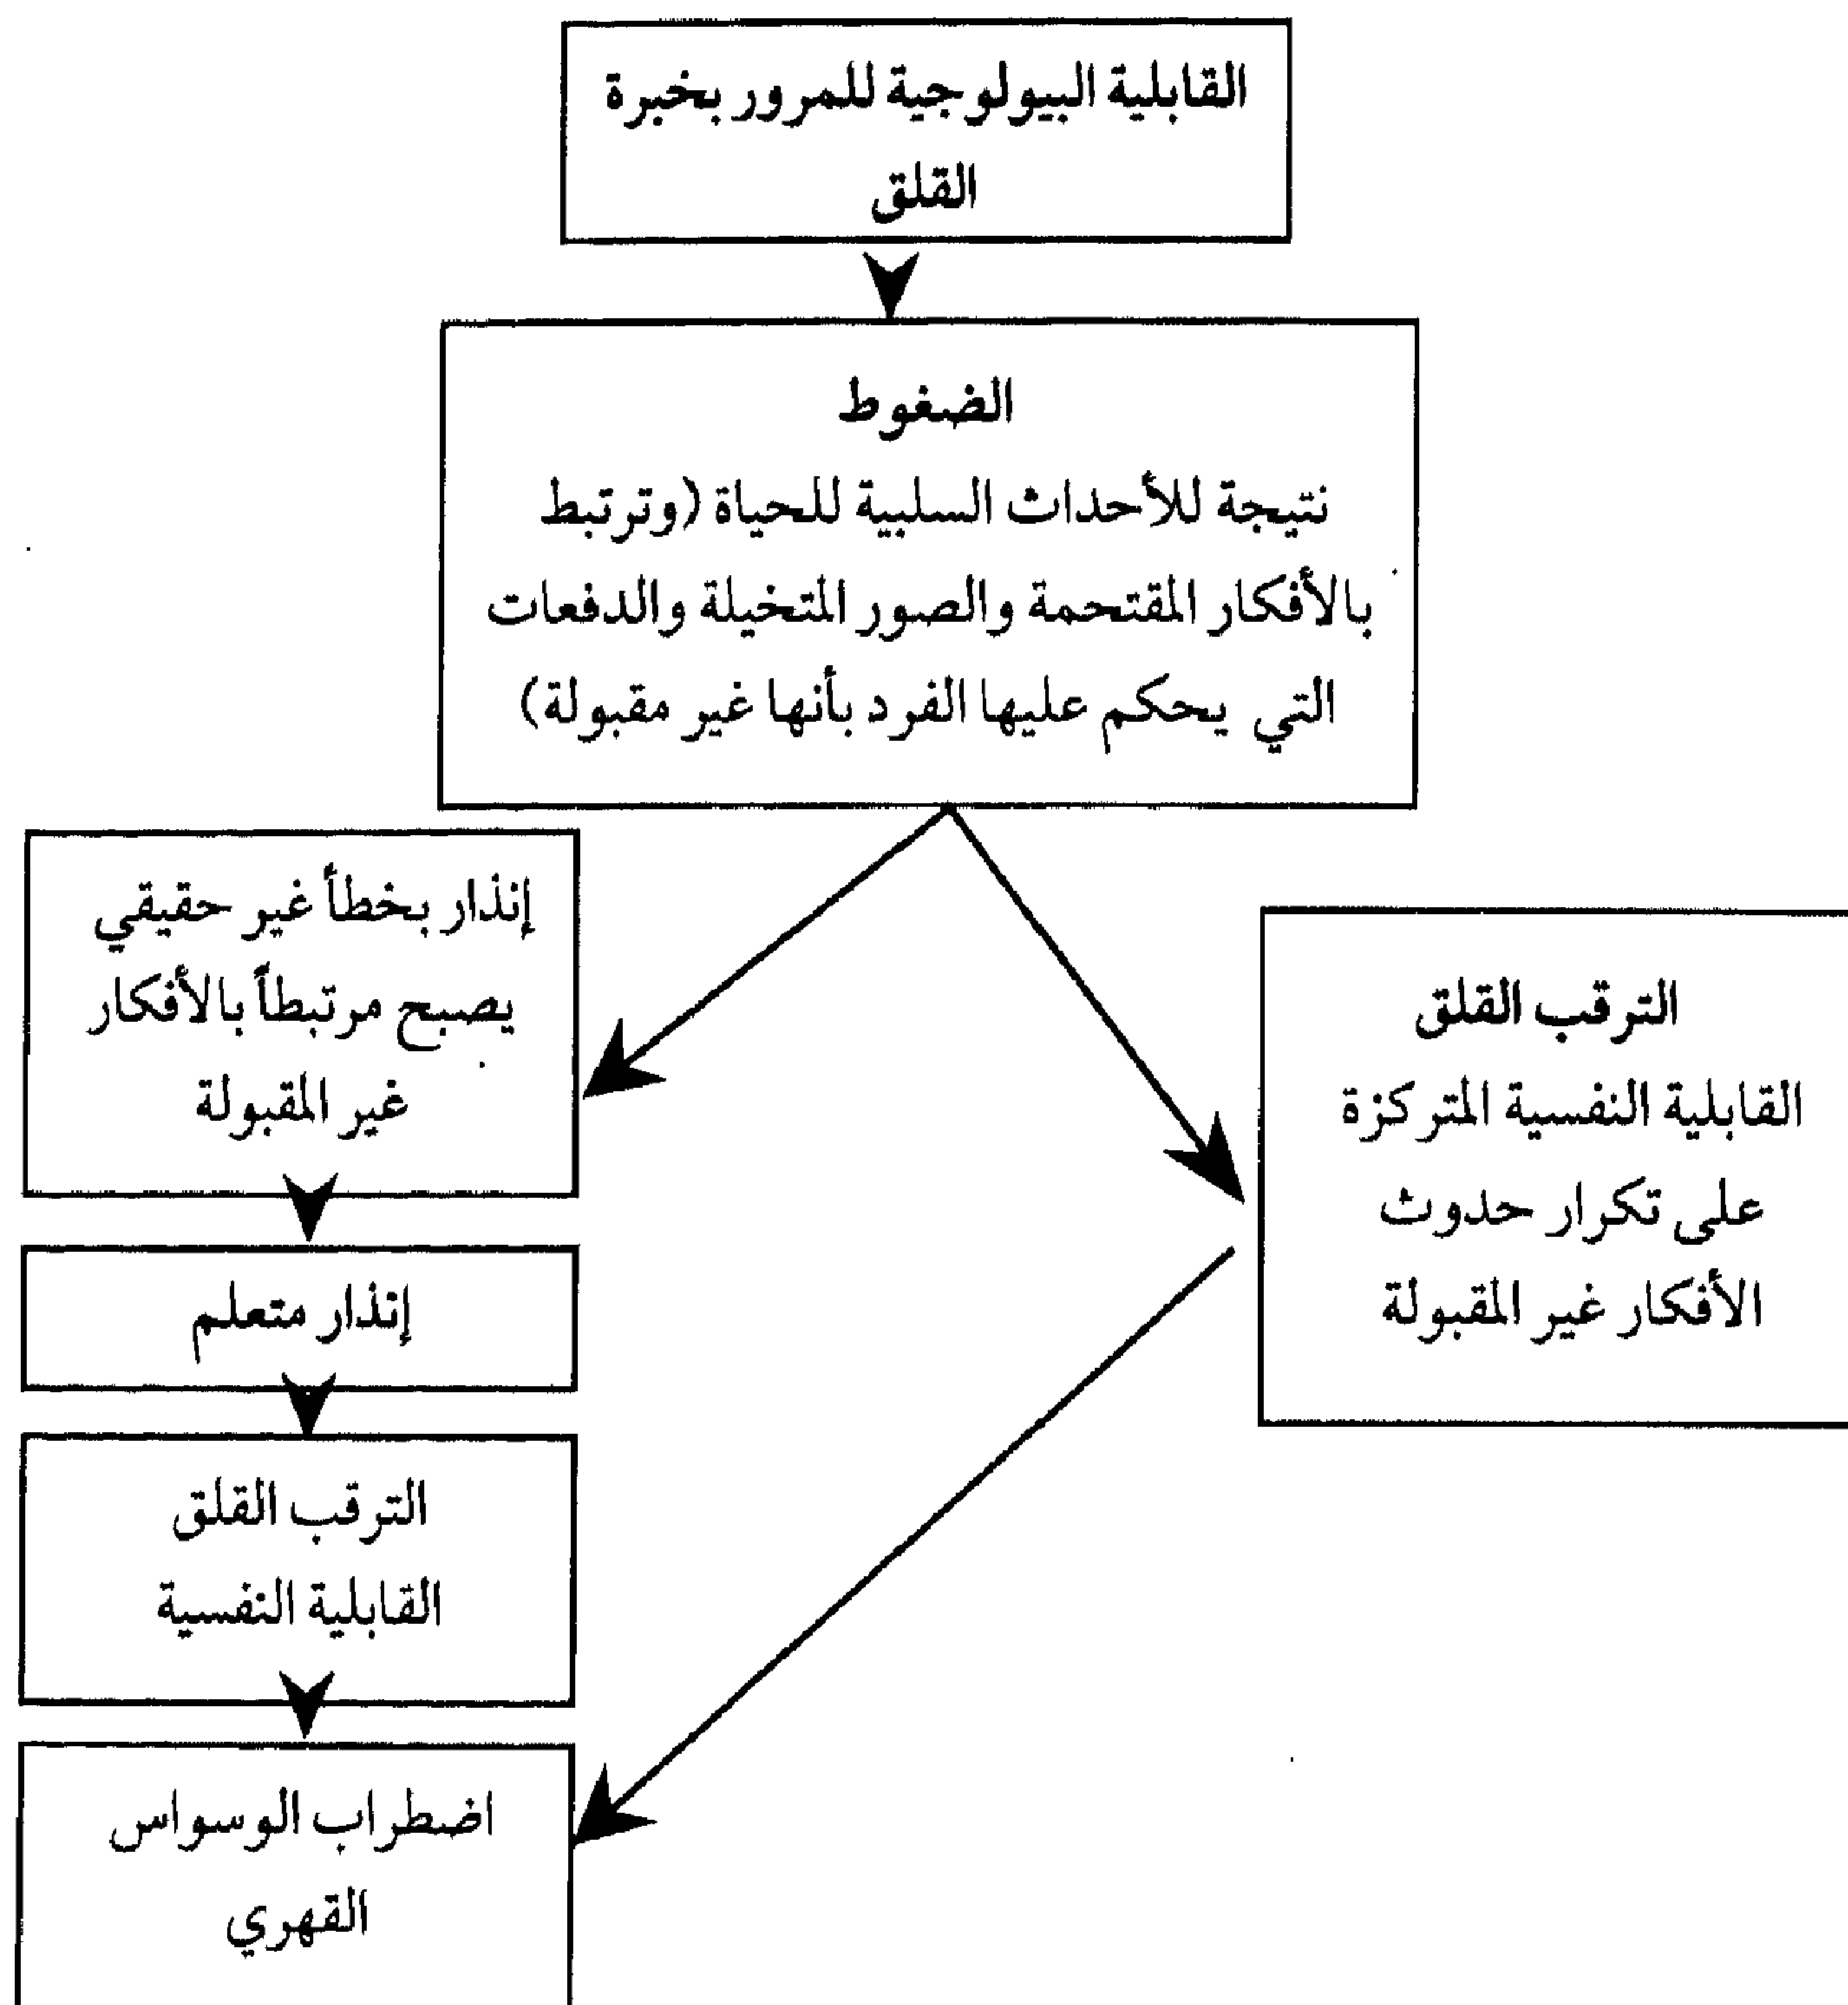 القابلية البيولوجية للمرور بخبرة
القلق
الضغوط
نتيجة للأحداث السلبية للحياة (وترتبط
بالأفكار المقتحمة والصور المتخيلة والدفعات
التي يحكم عليها الفرد بأنها غير مقبولة)
إنذار بخطأ غير حقيقي
يصبح مرتبطاً بالأفكار
غير المقبولة
الترقب القلق
القابلية النفسية المتركزة
على تكرار حدوث
الأفكار غير المقبولة
إنذار متعلم
الترقب القلق
القابلية النفسية
اضطراب الوسواس
القهري